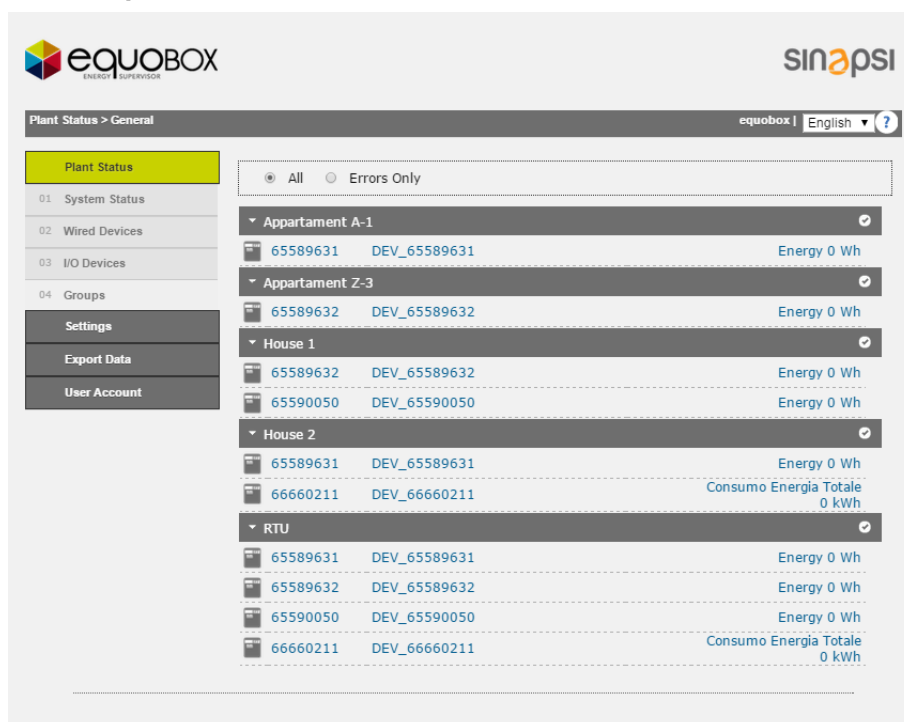 equoBOX
ENERGY SUPERVISOR
sinapsi
Plant Status > General
equobox | English ?
Plant Status
01 System Status
02 Wired Devices
03 I/O Devices
04 Groups
Settings
Export Data
User Account
All Errors Only
Appartament A-1
65589631 DEV_65589631 Energy 0 Wh
Appartament Z-3
65589632 DEV_65589632 Energy 0 Wh
House 1
65589632 DEV_65589632 Energy 0 Wh
65590050 DEV_65590050 Energy 0 Wh
House 2
65589631 DEV_65589631 Energy 0 Wh
66660211 DEV_66660211 Consumo Energia Totale
0 kWh
RTU
65589631 DEV_65589631 Energy 0 Wh
65589632 DEV_65589632 Energy 0 Wh
65590050 DEV_65590050 Energy 0 Wh
66660211 DEV_66660211 Consumo Energia Totale
0 kWh